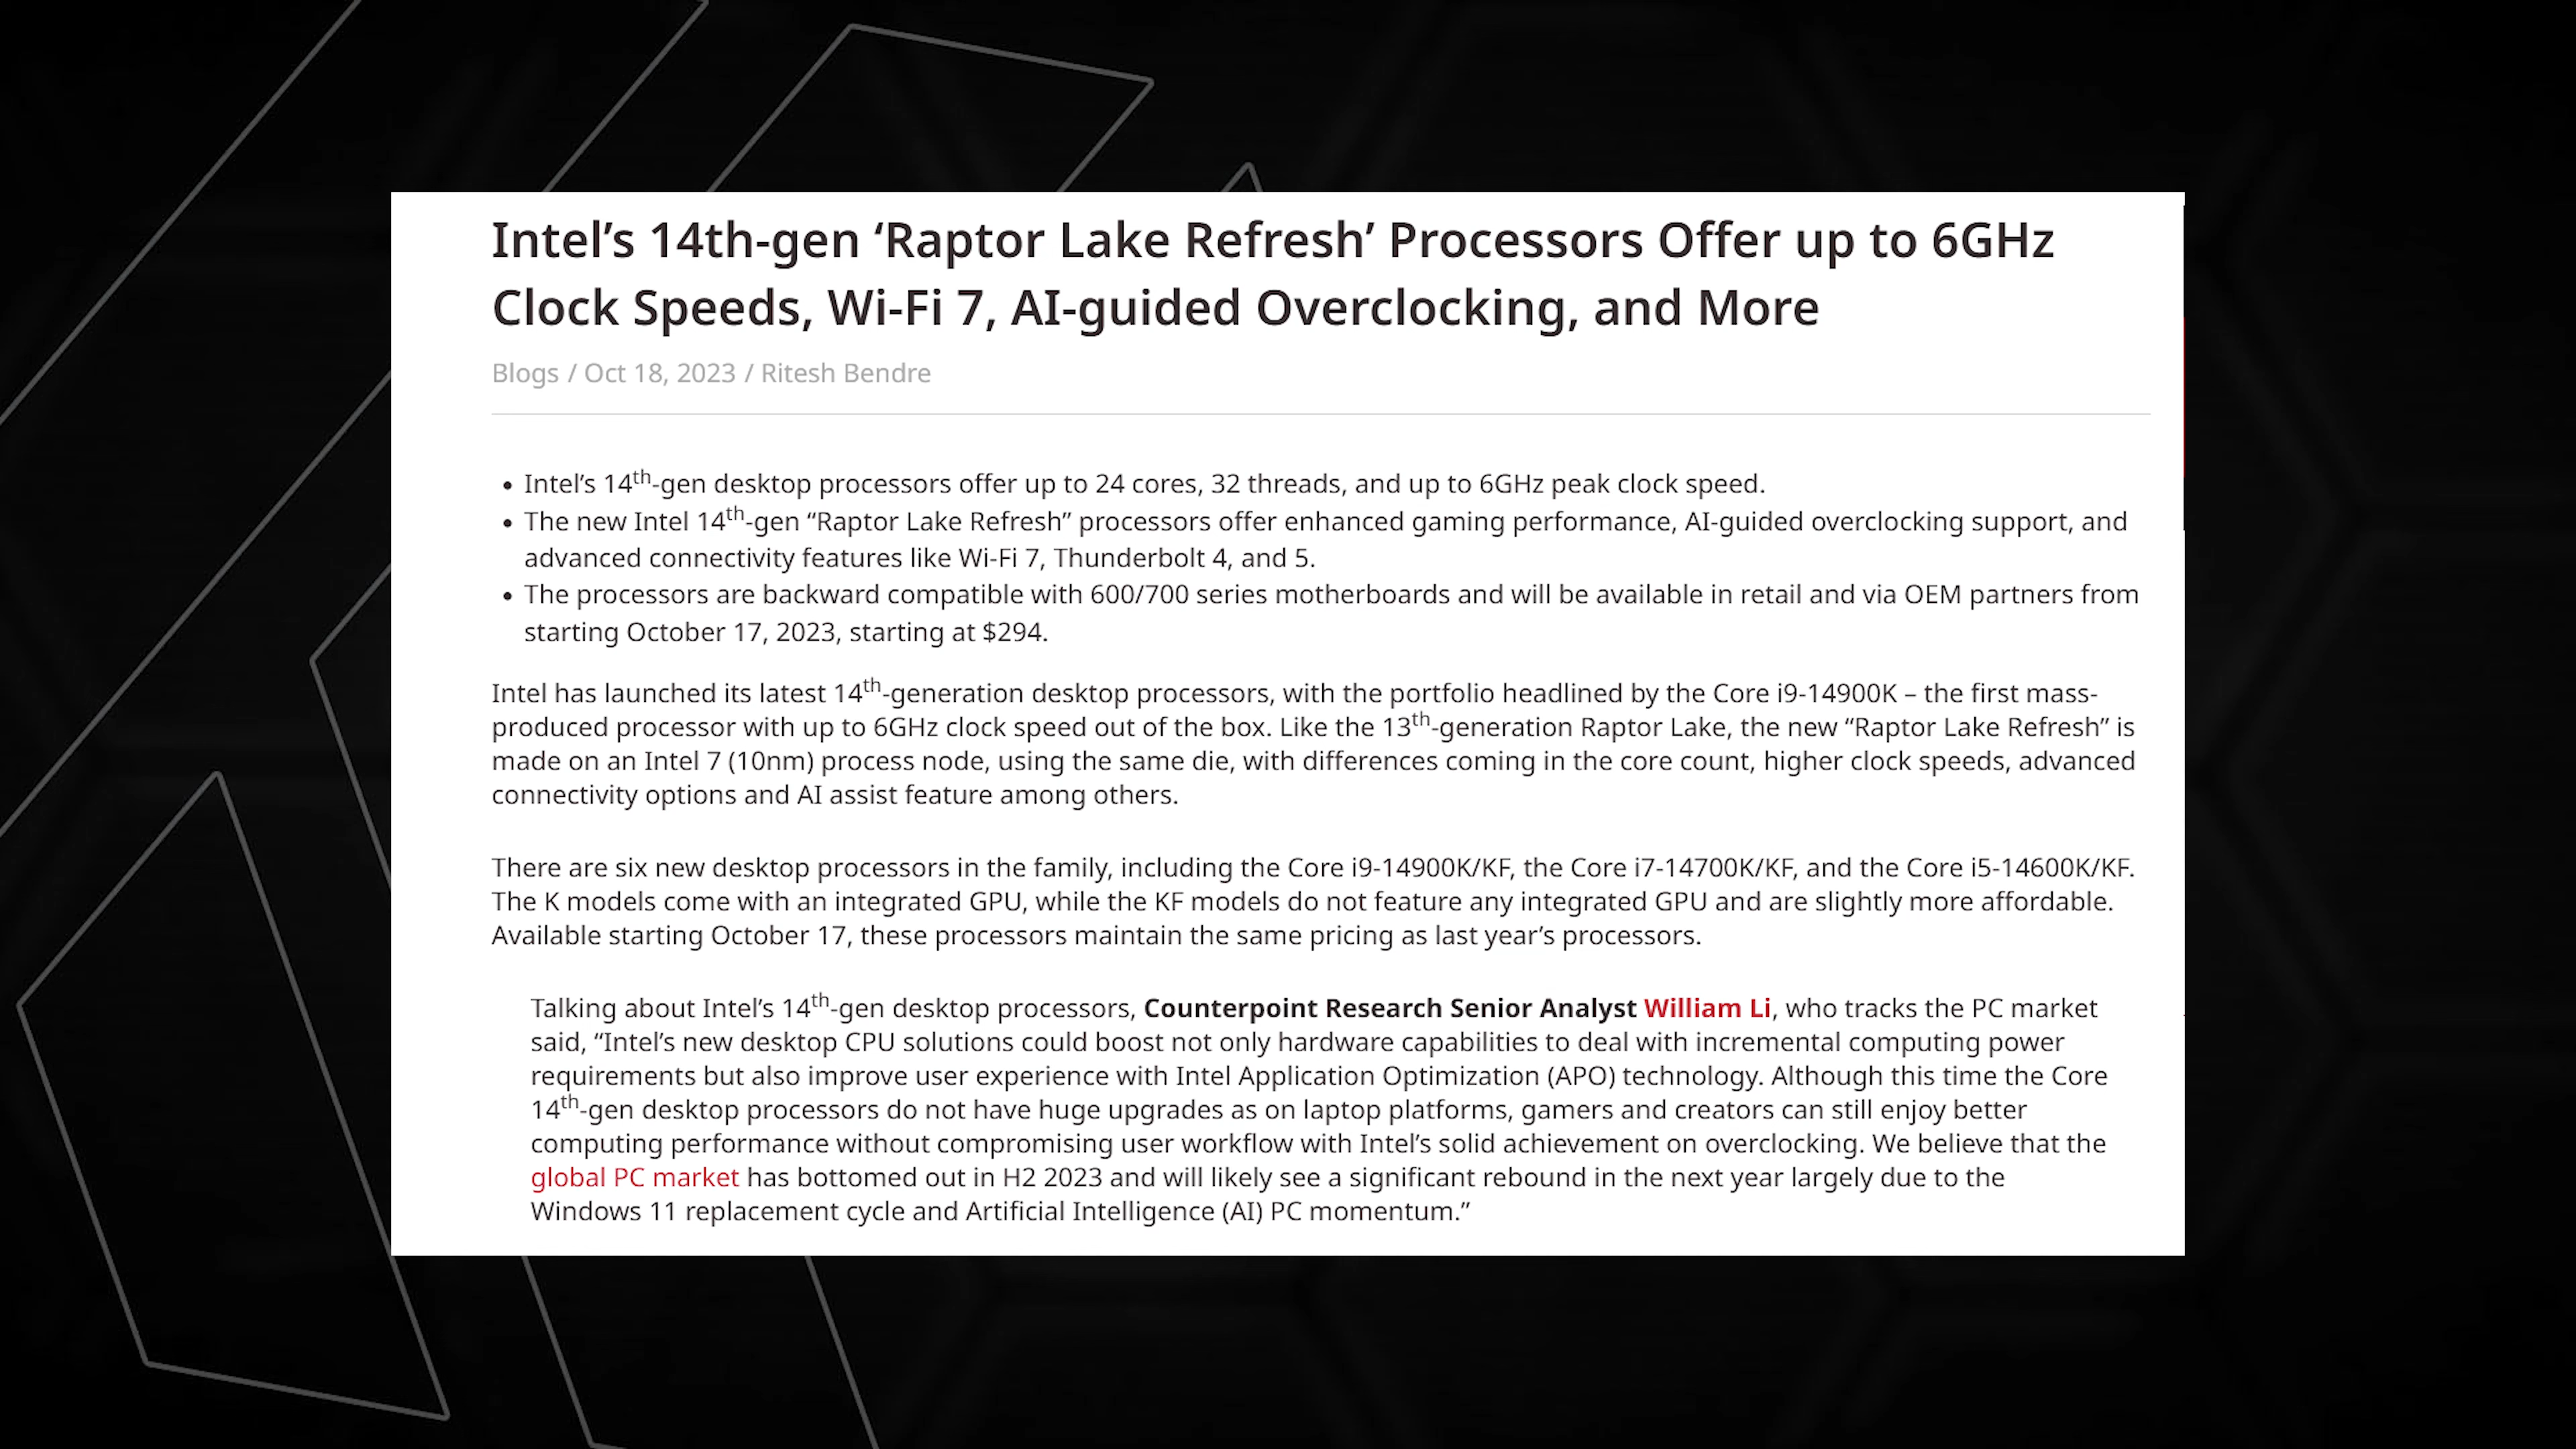 Intel’s 14th-gen ‘Raptor Lake Refresh’ Processors Offer up to 6GHz
Clock Speeds, Wi-Fi 7, AI-guided Overclocking, and More
Blogs / Oct 18, 2023 / Ritesh Bendre
• Intel’s 14th-gen desktop processors offer up to 24 cores, 32 threads, and up to 6GHz peak clock speed.
• The new Intel 14th-gen “Raptor Lake Refresh” processors offer enhanced gaming performance, AI-guided overclocking support, and
advanced connectivity features like Wi-Fi 7, Thunderbolt 4, and 5.
• The processors are backward compatible with 600/700 series motherboards and will be available in retail and via OEM partners from
starting October 17, 2023, starting at $294.
Intel has launched its latest 14th-generation desktop processors, with the portfolio headlined by the Core i9-14900K – the first mass-
produced processor with up to 6GHz clock speed out of the box. Like the 13th-generation Raptor Lake, the new “Raptor Lake Refresh” is
made on an Intel 7 (10nm) process node, using the same die, with differences coming in the core count, higher clock speeds, advanced
connectivity options and AI assist feature among others.
There are six new desktop processors in the family, including the Core i9-14900K/KF, the Core i7-14700K/KF, and the Core i5-14600K/KF.
The K models come with an integrated GPU, while the KF models do not feature any integrated GPU and are slightly more affordable.
Available starting October 17, these processors maintain the same pricing as last year’s processors.
Talking about Intel’s 14th-gen desktop processors, Counterpoint Research Senior Analyst William Li, who tracks the PC market
said, “Intel’s new desktop CPU solutions could boost not only hardware capabilities to deal with incremental computing power
requirements but also improve user experience with Intel Application Optimization (APO) technology. Although this time the Core
14th-gen desktop processors do not have huge upgrades as on laptop platforms, gamers and creators can still enjoy better
computing performance without compromising user workflow with Intel’s solid achievement on overclocking. We believe that the
global PC market has bottomed out in H2 2023 and will likely see a significant rebound in the next year largely due to the
Windows 11 replacement cycle and Artificial Intelligence (AI) PC momentum.”